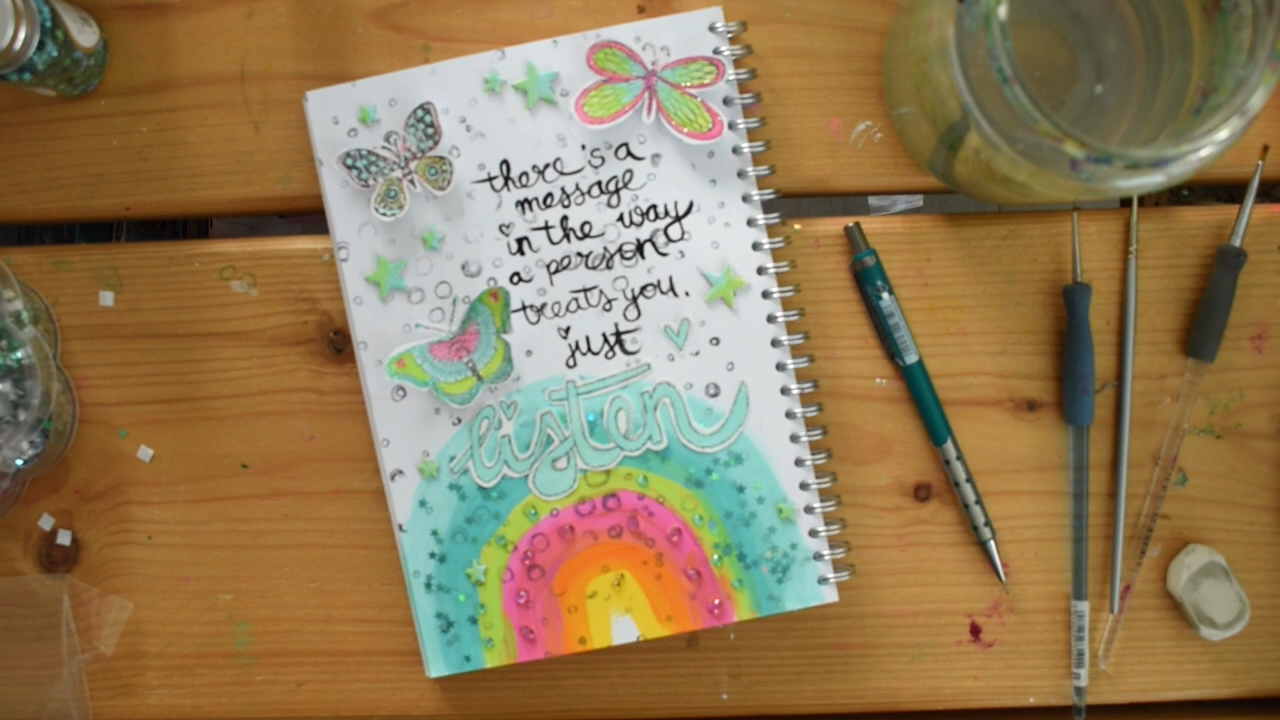 there's a
message
in the way
a person
treats you.
just
listen